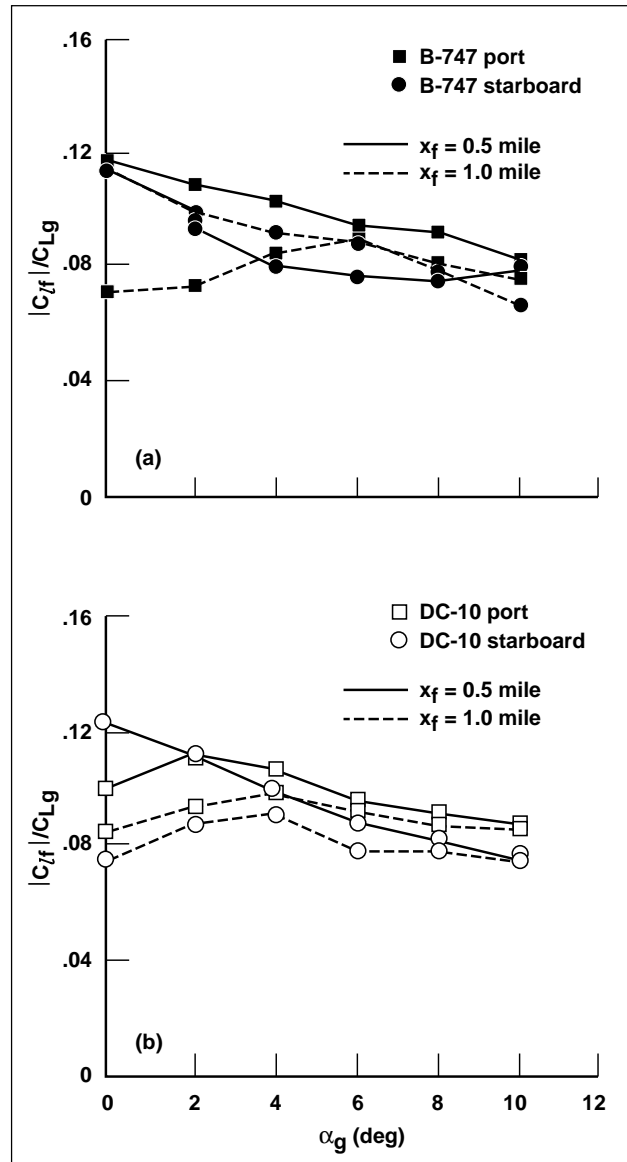 .16
.12
.08
.04
0
|C_lf|/C_Lg
B-747 port
B-747 starboard
x_f = 0.5 mile
x_f = 1.0 mile
(a)
.16
.12
.08
.04
0
|C_lf|/C_Lg
DC-10 port
DC-10 starboard
x_f = 0.5 mile
x_f = 1.0 mile
(b)
0 2 4 6 8 10 12
α_g (deg)